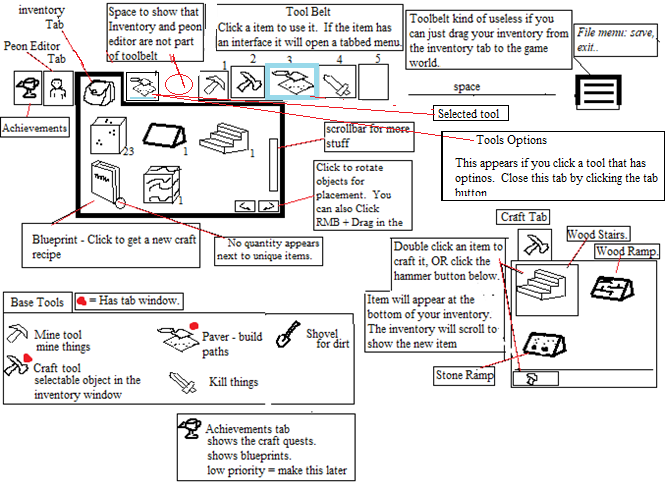 inventory
Tab
Peon Editor
Tab
Achievements
Space to show that
Inventory and peon
editor are not part
of toolbelt
Tool Belt
Click a item to use it.  If the item has
an interface it will open a tabbed menu.
1
2
3
4
5
Toolbelt kind of useless if you
can just drag your inventory from
the inventory tab to the game
world.
File menu: save,
exit..
space
Selected tool
Tools Options
This appears if you click a tool that has
optinos.  Close this tab by clicking the tab
button
23
1
1
1
scrollbar for more
stuff
Click to rotate
objects for
placement.  You
can also Click
RMB + Drag in the
Blueprint - Click to get a new craft
recipe
No quantity appears
next to unique items.
Craft Tab
Double click an item to
craft it, OR click the
hammer button below.
Item will appear at the
bottom of your inventory.
The inventory will scroll to
show the new item
Wood Stairs.
Wood Ramp.
Stone Ramp
Base Tools
= Has tab window.
Mine tool
mine things
Craft tool
selectable object in the
inventory window
Paver - build
paths
Kill things
Shovel
for dirt
Achievements tab
shows the craft quests.
shows blueprints.
low priority = make this later